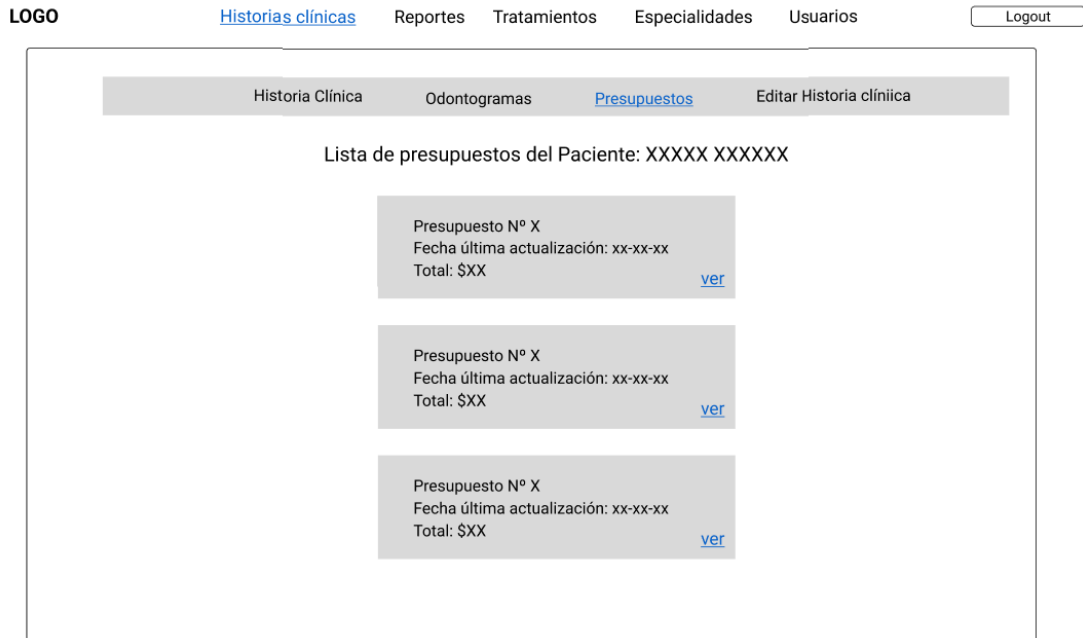 LOGO Historias clínicas Reportes Tratamientos Especialidades Usuarios Logout
Historia Clínica Odontogramas Presupuestos Editar Historia clíniica
Lista de presupuestos del Paciente: XXXXX XXXXXX
Presupuesto Nº X
Fecha última actualización: xx-xx-xx
Total: $XX
ver
Presupuesto Nº X
Fecha última actualización: xx-xx-xx
Total: $XX
ver
Presupuesto Nº X
Fecha última actualización: xx-xx-xx
Total: $XX
ver